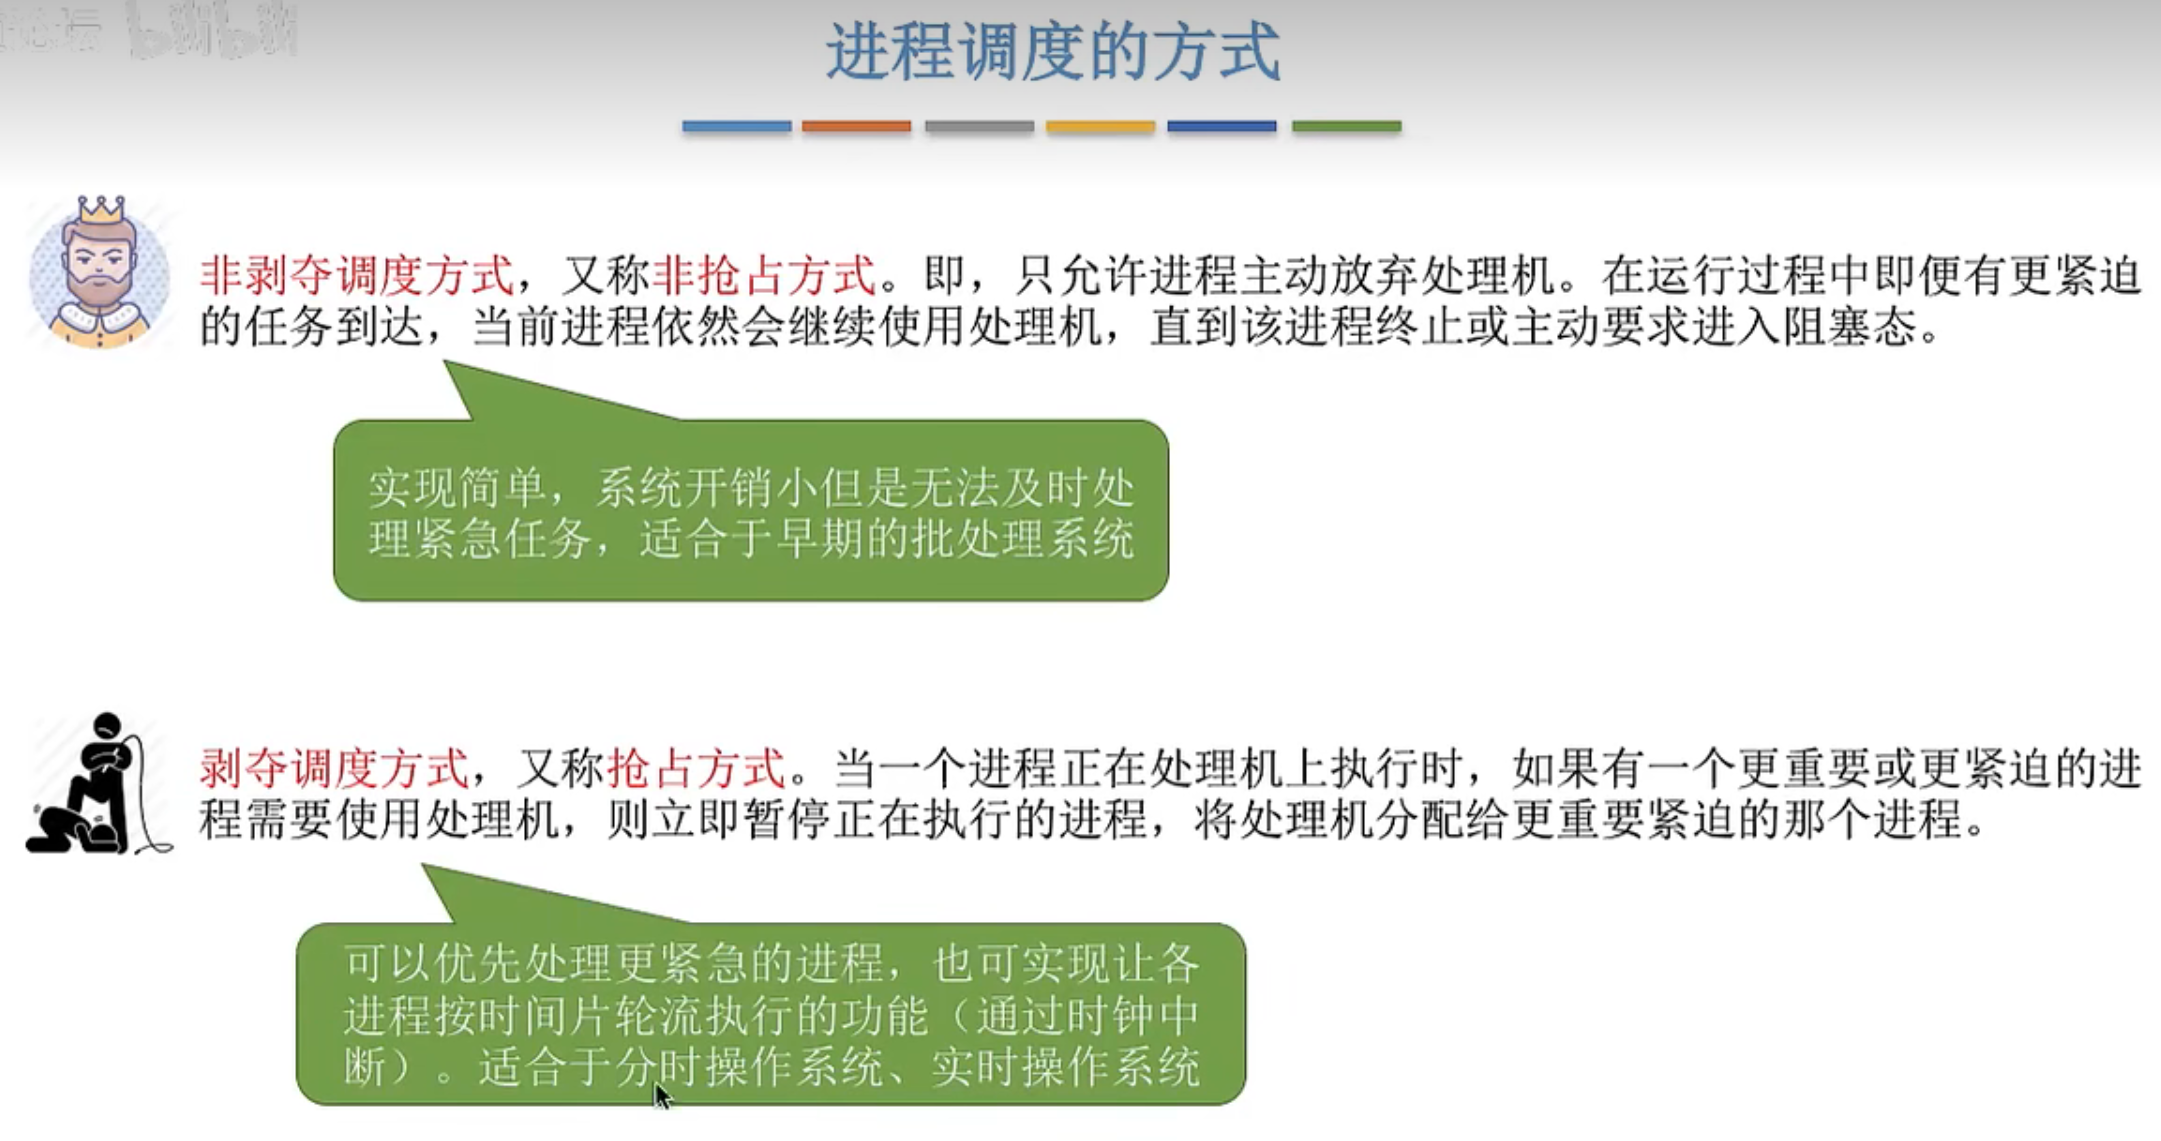 进程调度的方式
非剥夺调度方式，又称非抢占方式。即，只允许进程主动放弃处理机。在运行过程中即便有更紧迫
的任务到达，当前进程依然会继续使用处理机，直到该进程终止或主动要求进入阻塞态。
实现简单，系统开销小但是无法及时处
理紧急任务，适合于早期的批处理系统
剥夺调度方式，又称抢占方式。当一个进程正在处理机上执行时，如果有一个更重要或更紧迫的进
程需要使用处理机，则立即暂停正在执行的进程，将处理机分配给更重要紧迫的那个进程。
可以优先处理更紧急的进程，也可实现让各
进程按时间片轮流执行的功能（通过时钟中
断）。适合于分时操作系统、实时操作系统